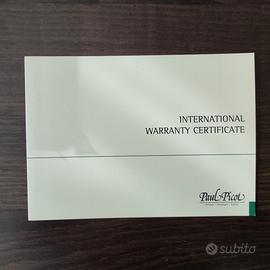 INTERNATIONAL
WARRANTY CERTIFICATE
Paul Picot
subito